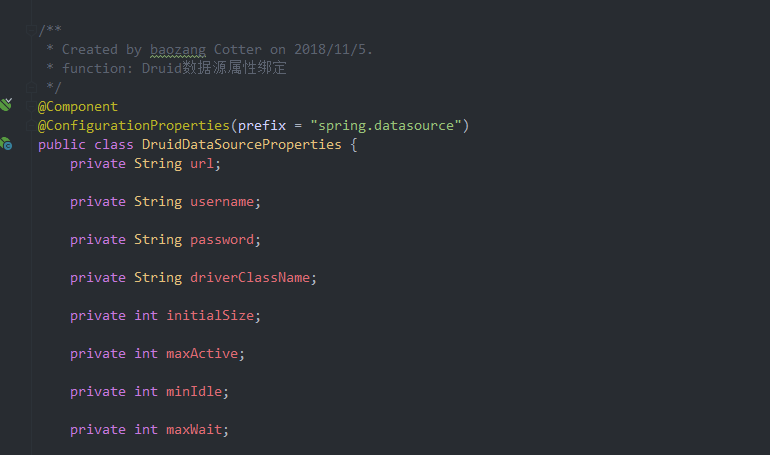 /**
* Created by baozang Cotter on 2018/11/5.
* function: Druid数据源属性绑定
*/
@Component
@ConfigurationProperties(prefix = "spring.datasource")
public class DruidDataSourceProperties {
private String url;
private String username;
private String password;
private String driverClassName;
private int initialSize;
private int maxActive;
private int minIdle;
private int maxWait;